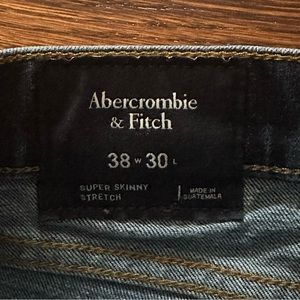 Abercrombie
& Fitch
38 W 30 L
SUPER SKINNY
STRETCH
MADE IN
GUATEMALA